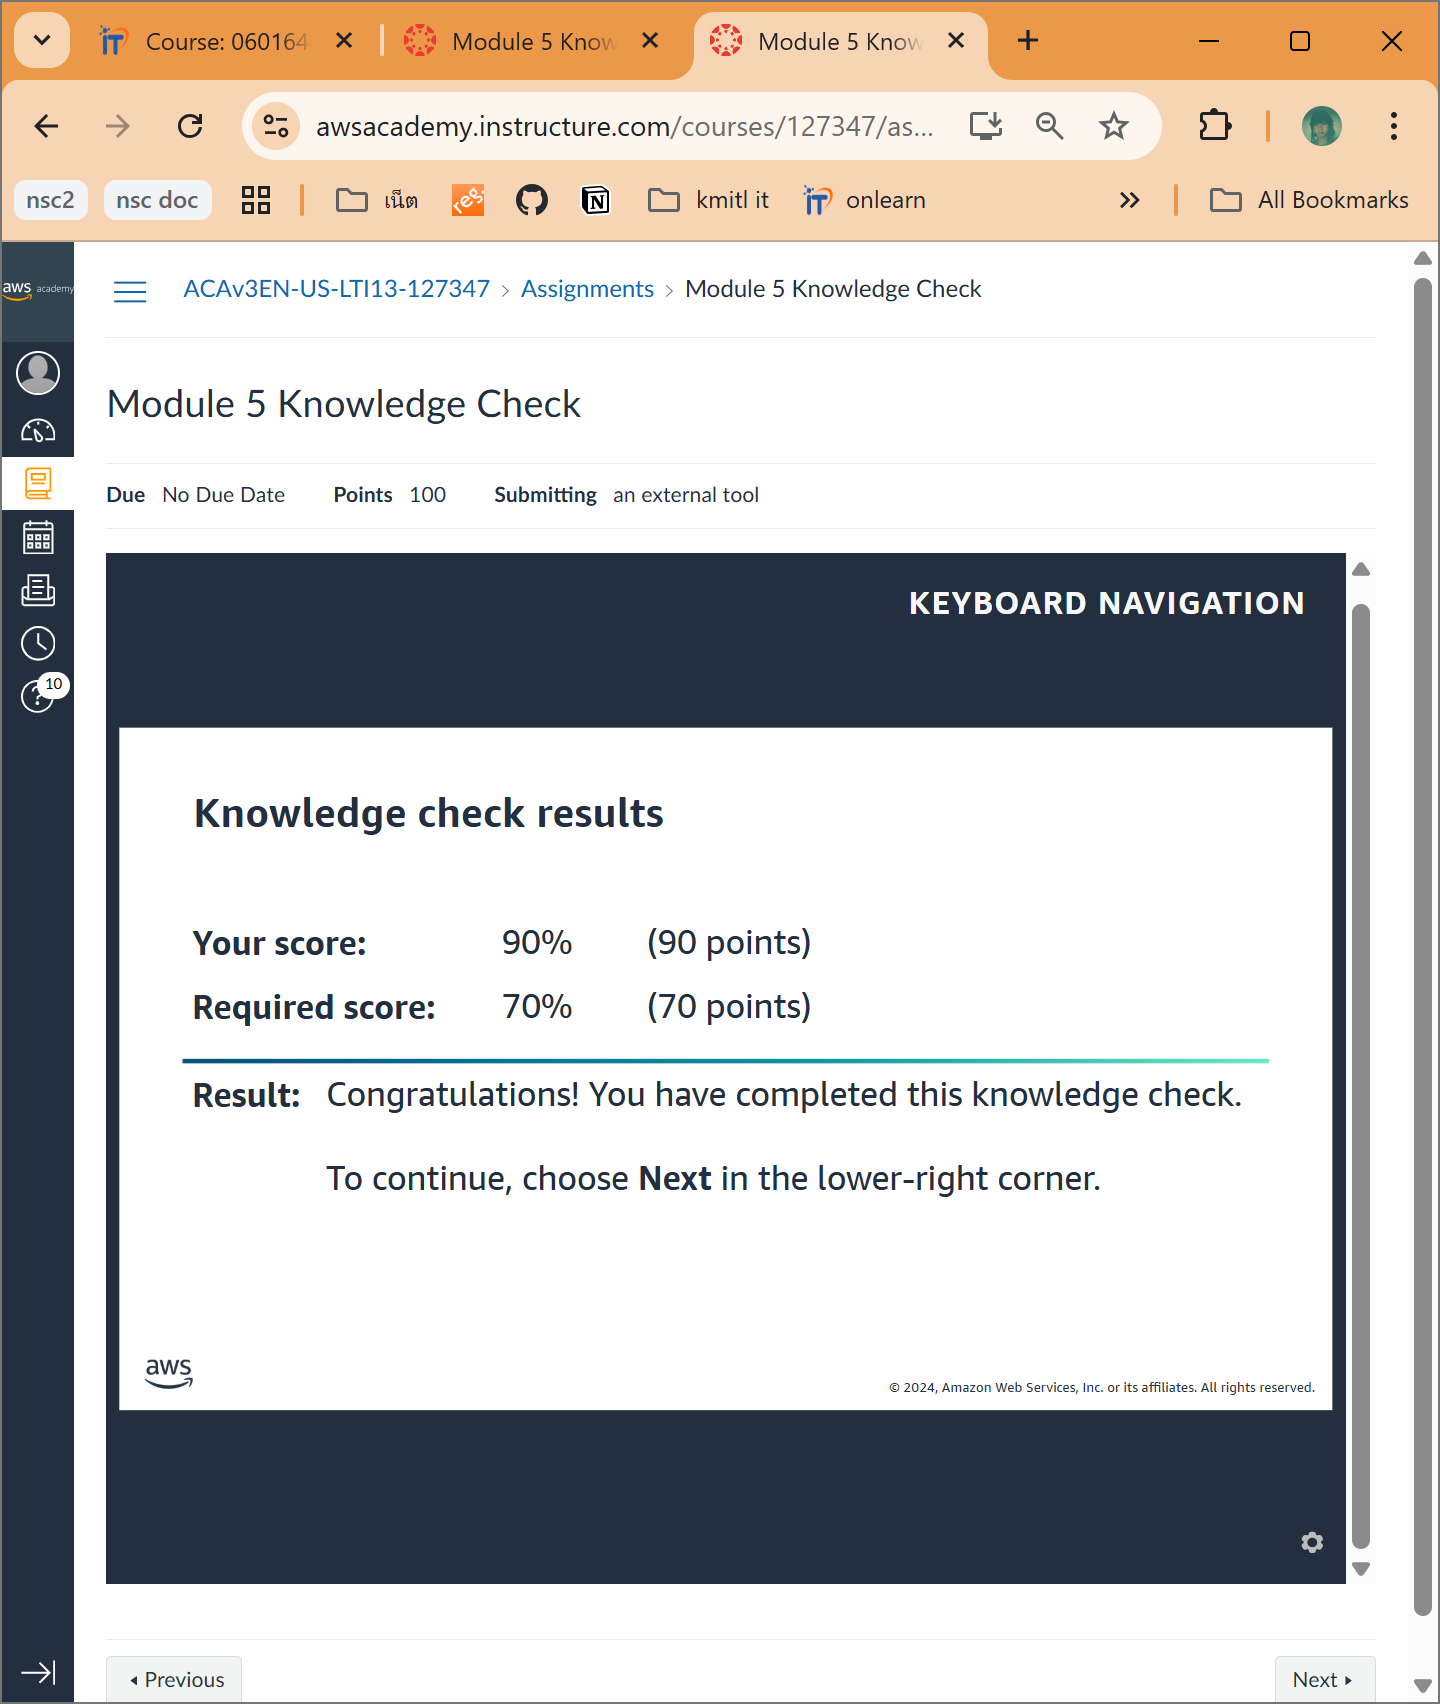 Course: 060164
Module 5 Know
Module 5 Know
awsacademy.instructure.com/courses/127347/as...
nsc2
nsc doc
เน็ต
reg
kmitl it
onlearn
All Bookmarks
aws academy
ACAv3EN-US-LTI13-127347 > Assignments > Module 5 Knowledge Check
Module 5 Knowledge Check
Due No Due Date Points 100 Submitting an external tool
10
KEYBOARD NAVIGATION
Knowledge check results
Your score: 90% (90 points)
Required score: 70% (70 points)
Result: Congratulations! You have completed this knowledge check.
To continue, choose Next in the lower-right corner.
aws
© 2024, Amazon Web Services, Inc. or its affiliates. All rights reserved.
Previous
Next